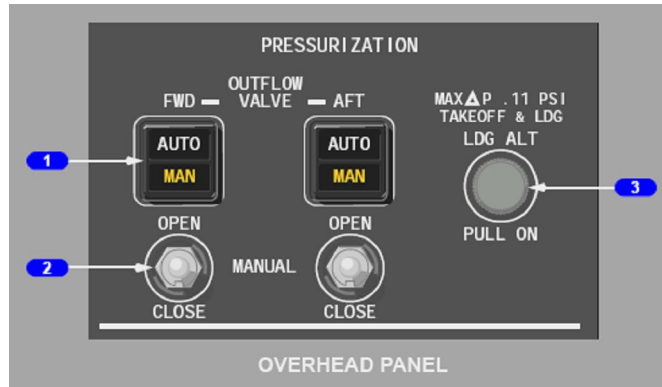 PRESSURIZATION
OUTFLOW
FWD VALVE AFT
MAX∆P .11 PSI
TAKEOFF & LDG
LDG ALT
AUTO AUTO
1
MAN MAN
3
OPEN OPEN
PULL ON
2
MANUAL
CLOSE CLOSE
OVERHEAD PANEL